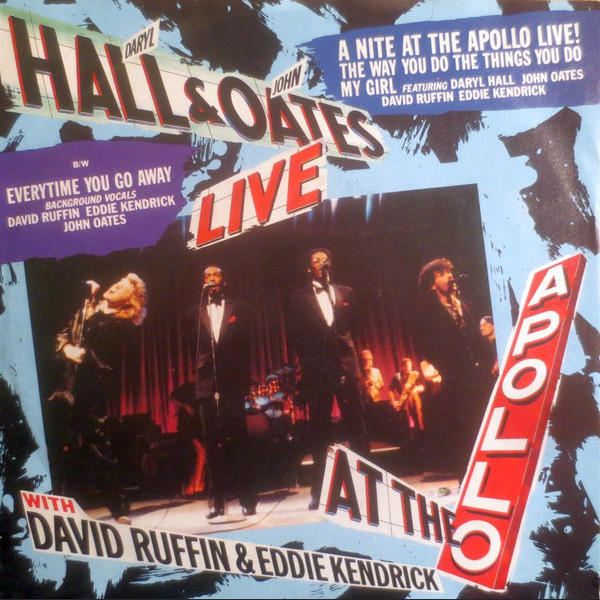 DARYL
HALL & JOHN
OATES
LIVE
A NITE AT THE APOLLO LIVE!
THE WAY YOU DO THE THINGS YOU DO
MY GIRL FEATURING DARYL HALL JOHN OATES
DAVID RUFFIN EDDIE KENDRICK
B/W
EVERYTIME YOU GO AWAY
BACKGROUND VOCALS
DAVID RUFFIN EDDIE KENDRICK
JOHN OATES
AT THE
APOLLO
WITH
DAVID RUFFIN & EDDIE KENDRICK